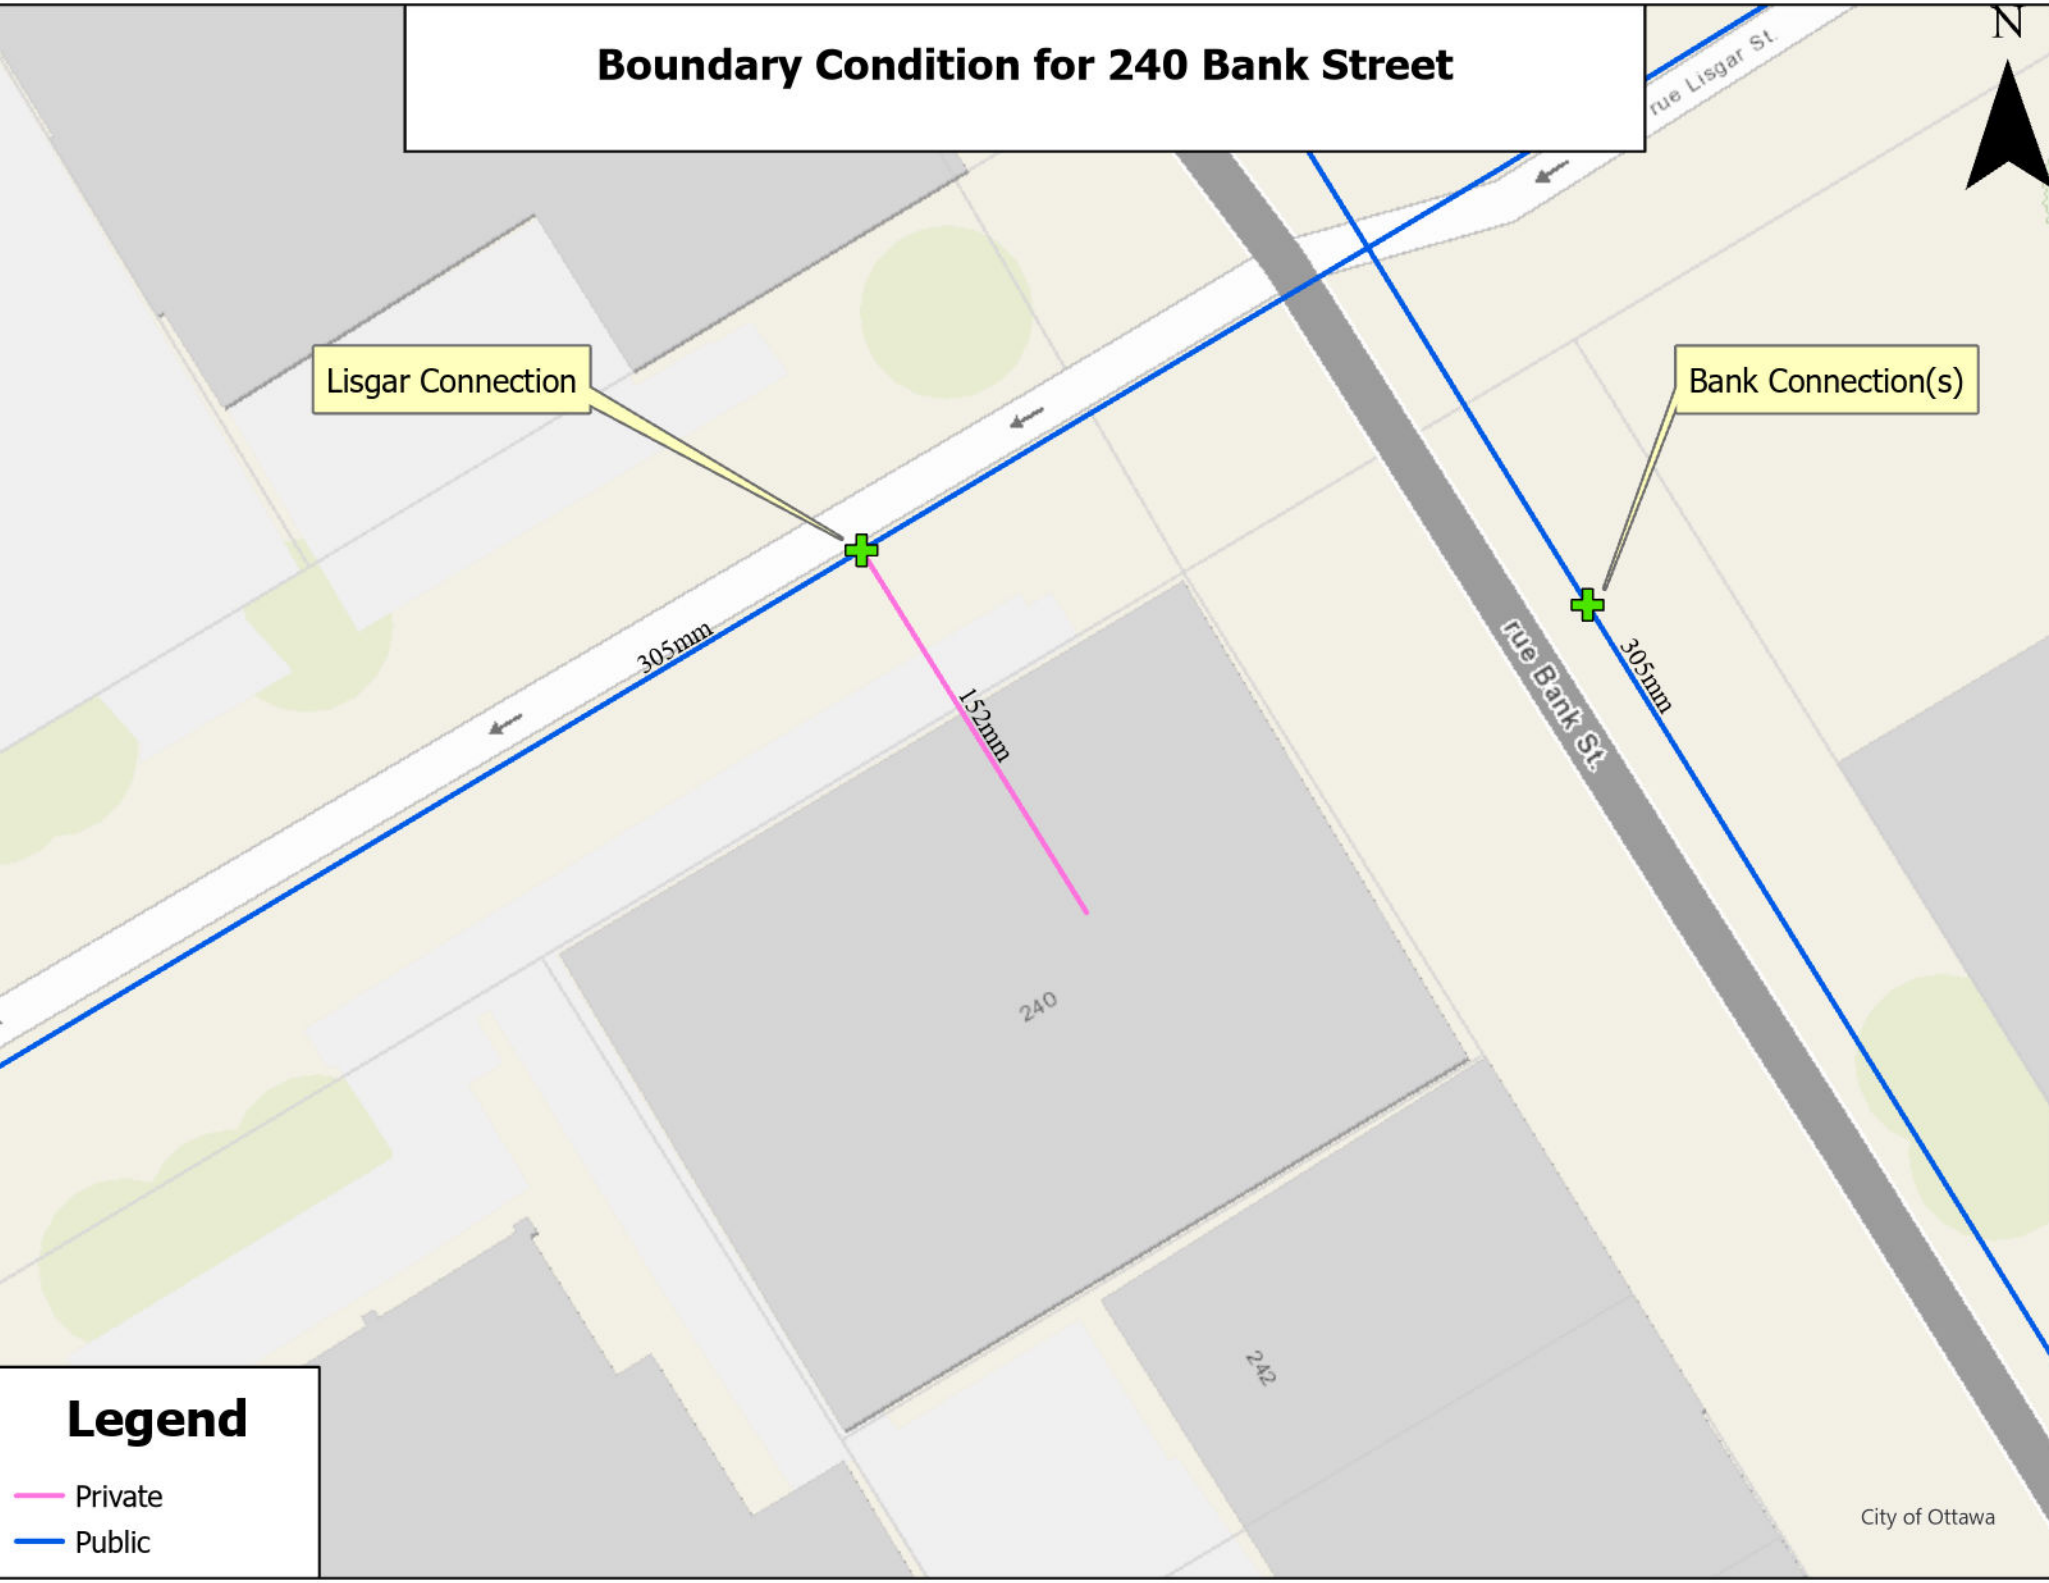 Boundary Condition for 240 Bank Street
N
rue Lisgar St.
Lisgar Connection
Bank Connection(s)
305mm
152mm
305mm
rue Bank St.
240
242
Legend
Private
Public
City of Ottawa